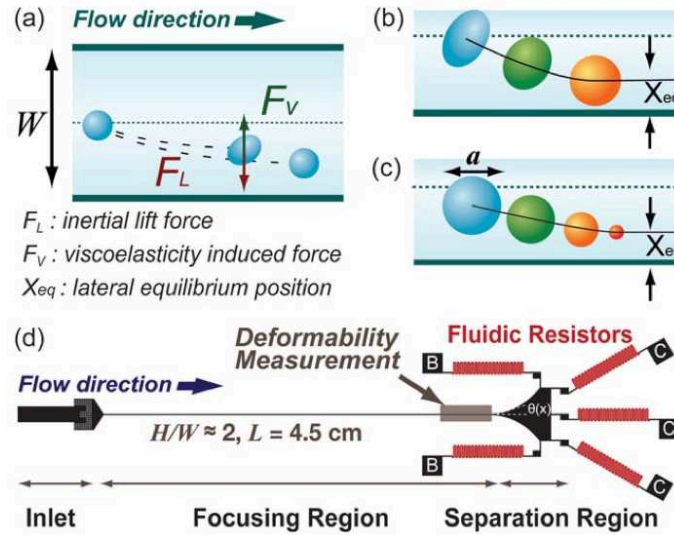 (a)
Flow direction
W
F_V
F_L
F_L : inertial lift force
F_V : viscoelasticity induced force
X_eq : lateral equilibrium position
(b)
X_eq
(c)
a
X_e
(d)
Deformability
Measurement
Fluidic Resistors
Flow direction
H/W ≈ 2, L = 4.5 cm
θ(x)
B
B
C
C
C
Inlet
Focusing Region
Separation Region